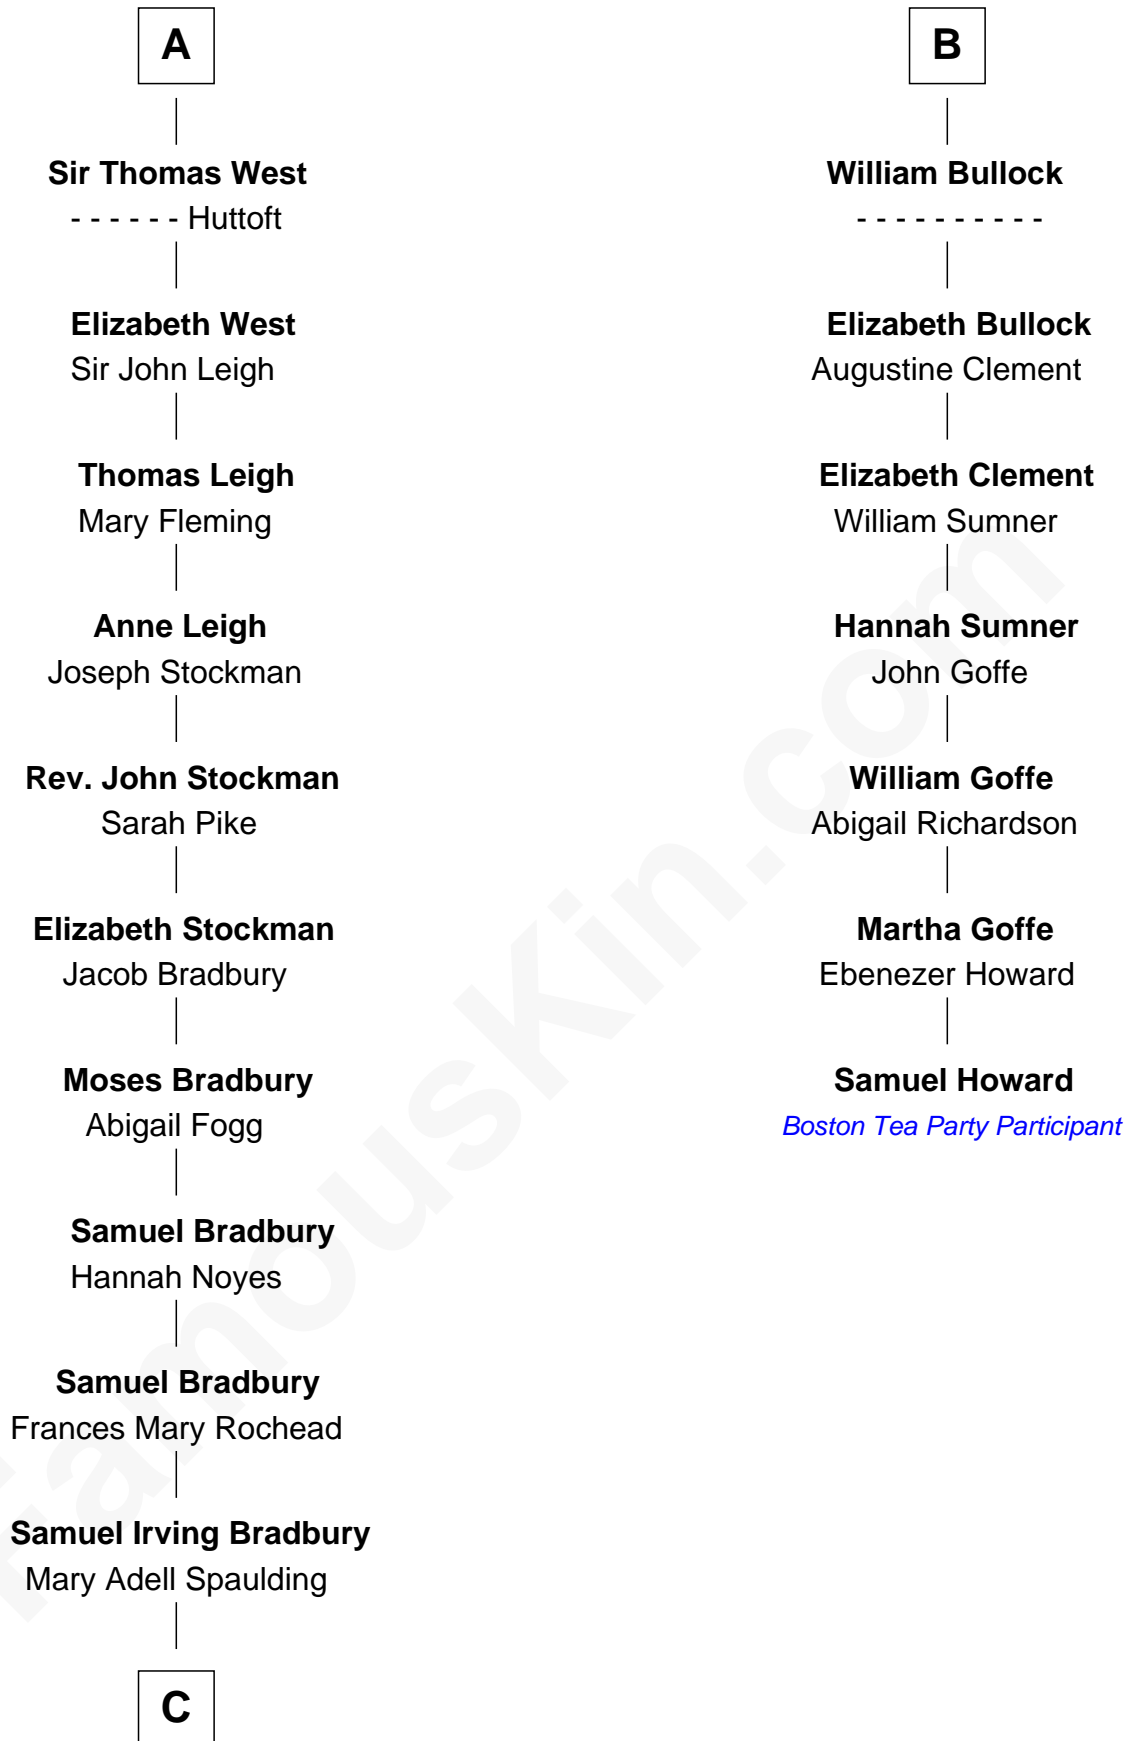 A
Sir Thomas West
- - - - - - Huttoft
Elizabeth West
Sir John Leigh
Thomas Leigh
Mary Fleming
Anne Leigh
Joseph Stockman
Rev. John Stockman
Sarah Pike
Elizabeth Stockman
Jacob Bradbury
Moses Bradbury
Abigail Fogg
Samuel Bradbury
Hannah Noyes
Samuel Bradbury
Frances Mary Rochead
Samuel Irving Bradbury
Mary Adell Spaulding
C
B
William Bullock
- - - - - - - - - -
Elizabeth Bullock
Augustine Clement
Elizabeth Clement
William Sumner
Hannah Sumner
John Goffe
William Goffe
Abigail Richardson
Martha Goffe
Ebenezer Howard
Samuel Howard
Boston Tea Party Participant
FamousKin.com